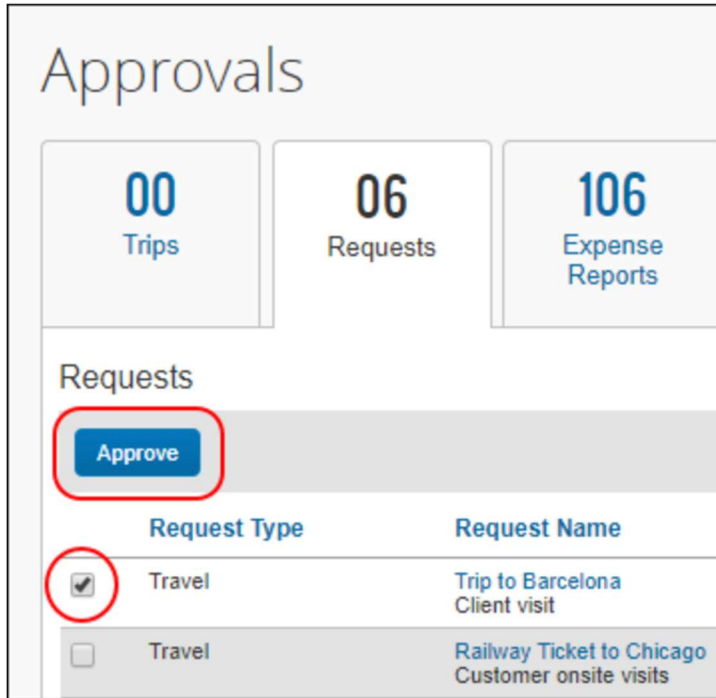 Approvals
00
Trips
06
Requests
106
Expense
Reports
Requests
Approve
Request Type
Request Name
Travel
Trip to Barcelona
Client visit
Travel
Railway Ticket to Chicago
Customer onsite visits